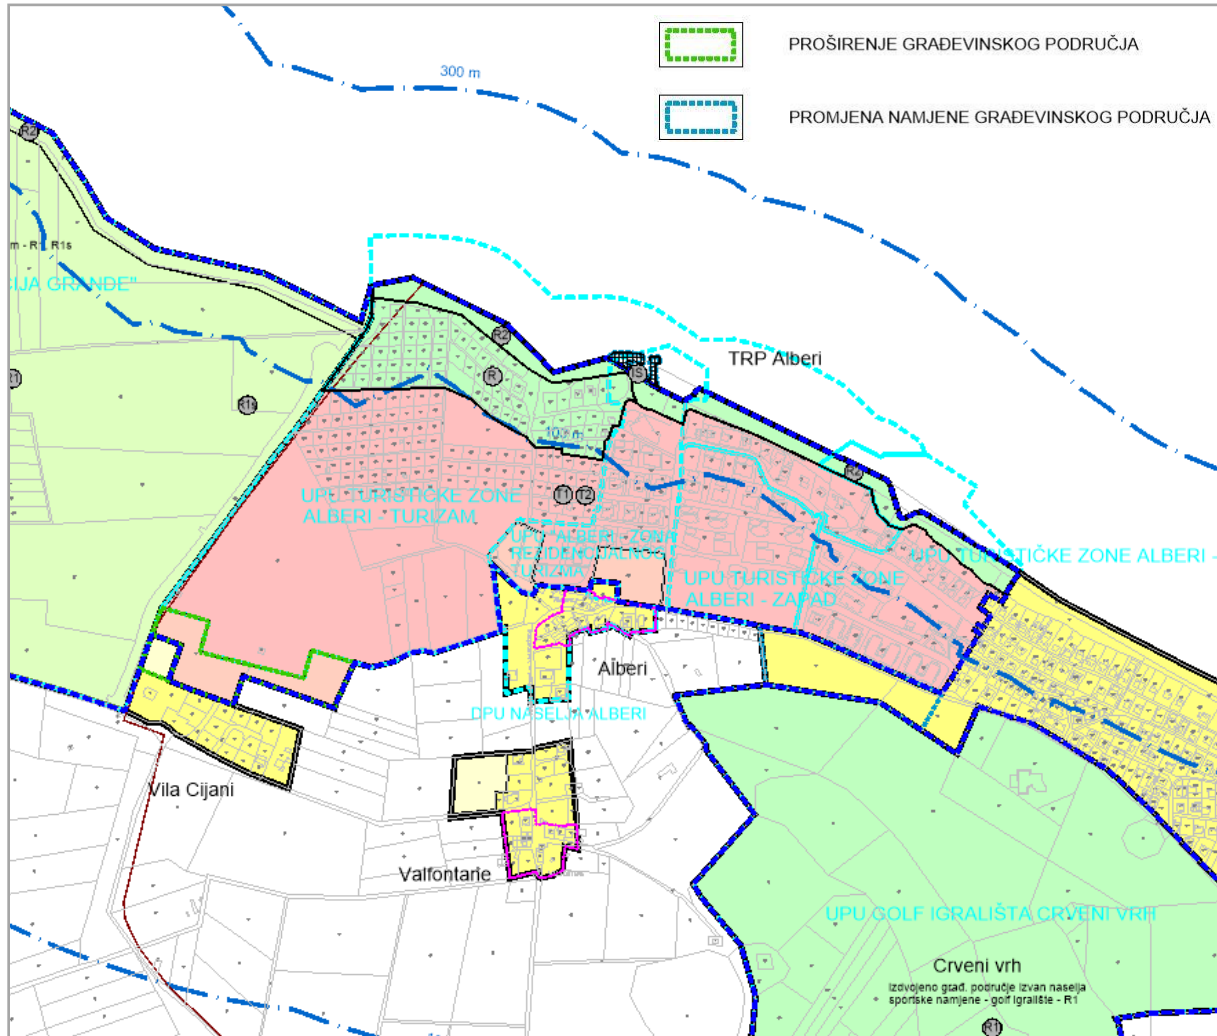 PROŠIRENJE GRAĐEVINSKOG PODRUČJA
300 m
PROMJENA NAMJENE GRAĐEVINSKOG PODRUČJA
R2
m - R1 R1s
CIJA GRANDE"
R2
TRP Alberi
IS
R
R1
R1s
100 m
R2
UPU TURISTIČKE ZONE
ALBERI - TURIZAM
T1
T2
UPU "ALBERI - ZONA
REZIDENCIJALNOG
TURIZMA"
UPU TURISTIČKE ZONE ALBERI -
UPU TURISTIČKE ZONE
ALBERI - ZAPAD
Alberi
DPU NASELJA ALBERI
Vila Cijani
Valfontane
UPU GOLF IGRALIŠTA CRVENI VRH
Crveni vrh
Izdvojeno građ. područje izvan naselja
sportske namjene - golf igralište - R1
R1